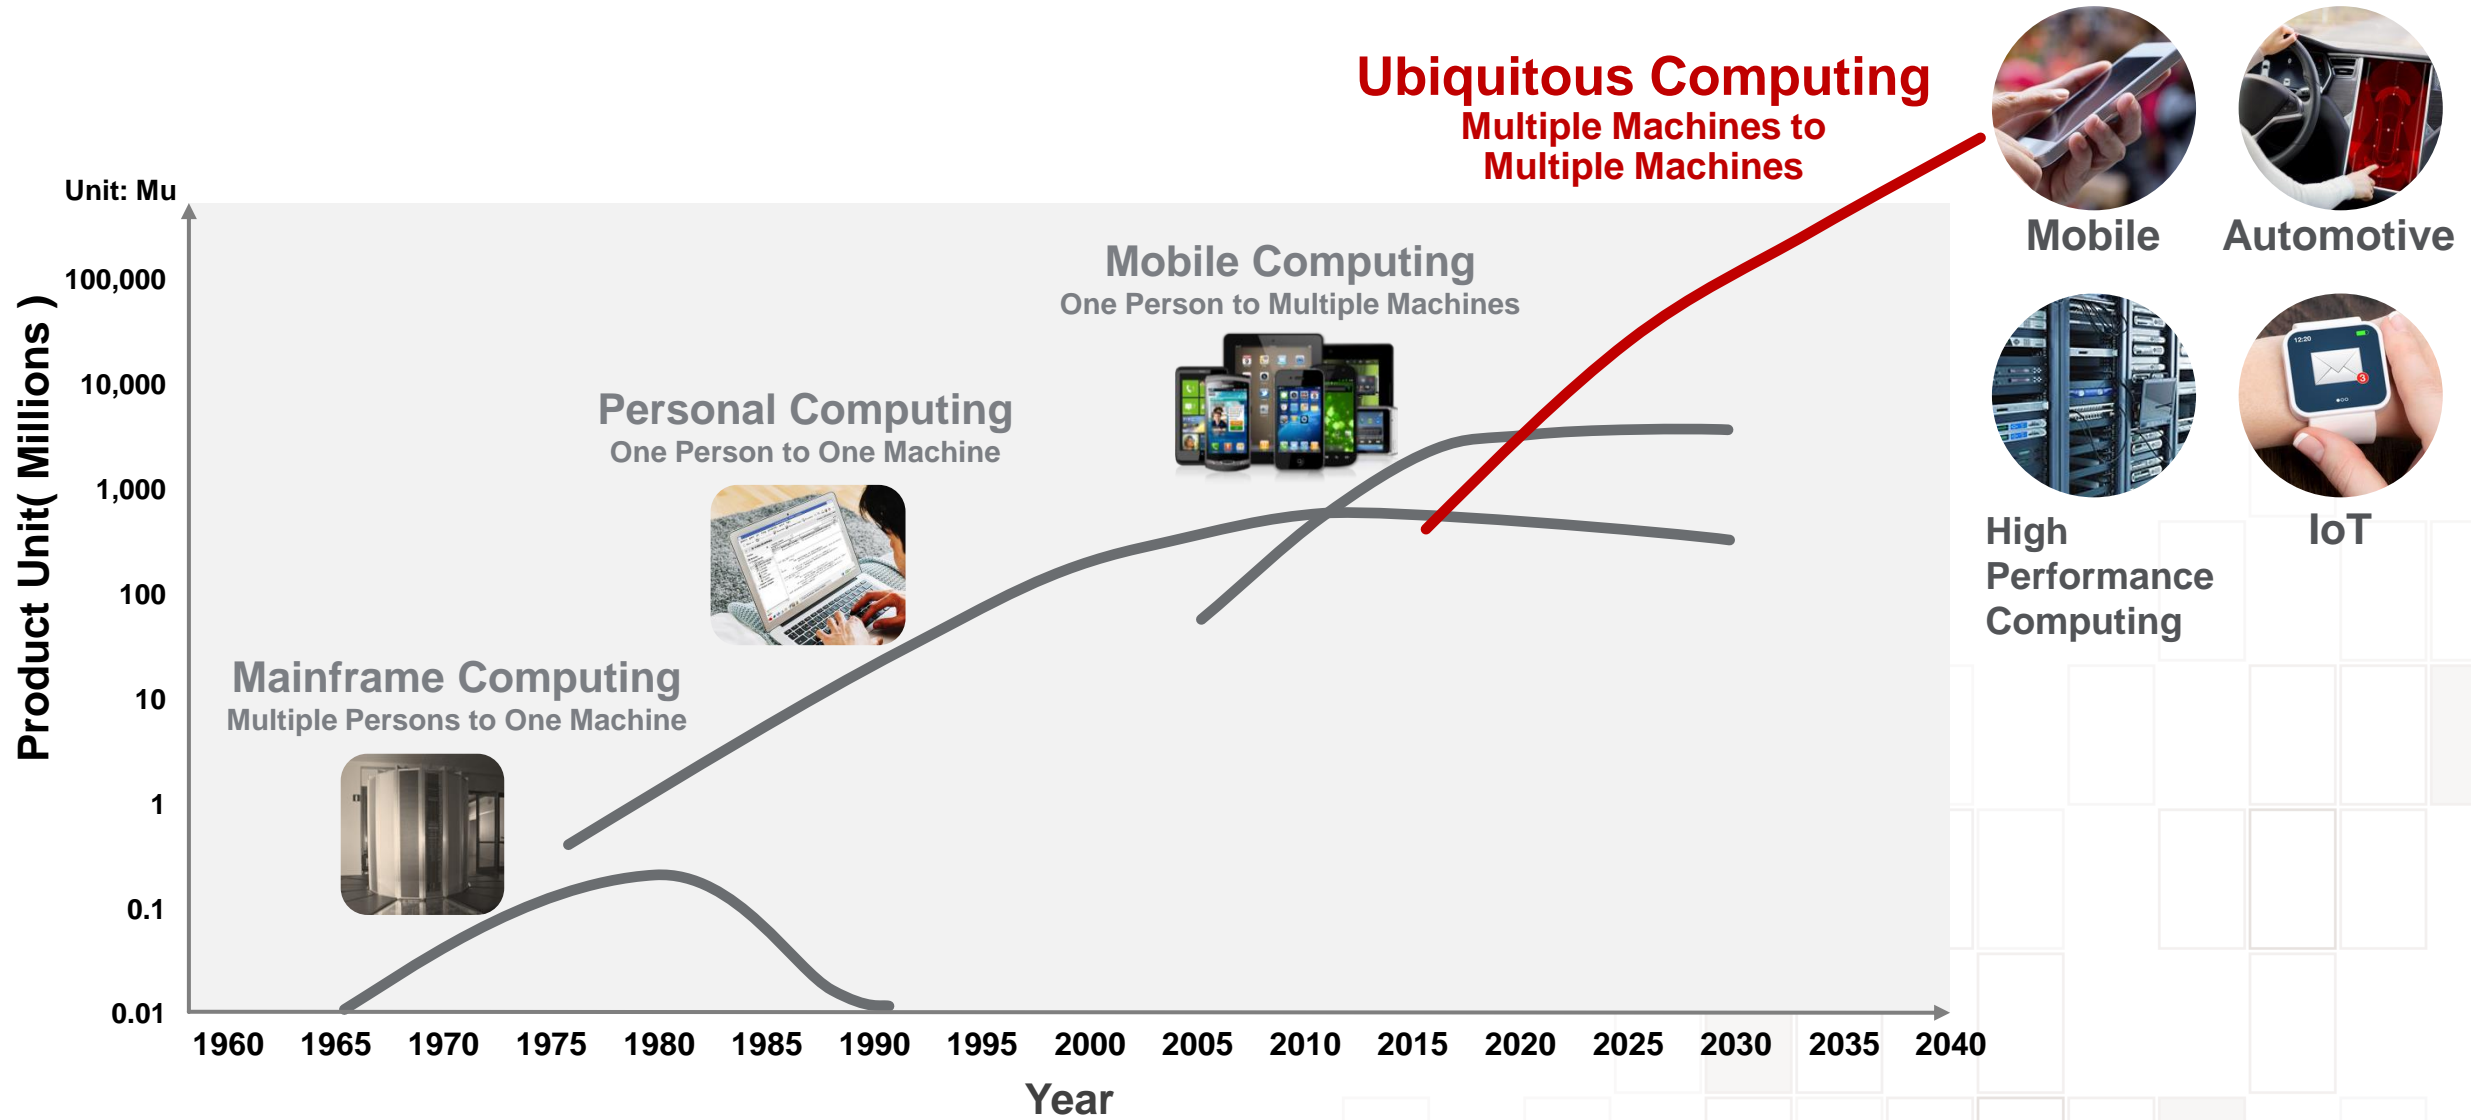 Ubiquitous Computing
Multiple Machines to
Multiple Machines
Unit: Mu
Mobile
Automotive
Mobile Computing
One Person to Multiple Machines
100,000
10,000
1,000
100
10
1
0.1
0.01
Product Unit( Millions )
Personal Computing
One Person to One Machine
12:20
3
High
Performance
Computing
IoT
Mainframe Computing
Multiple Persons to One Machine
1960 1965 1970 1975 1980 1985 1990 1995 2000 2005 2010 2015 2020 2025 2030 2035 2040
Year